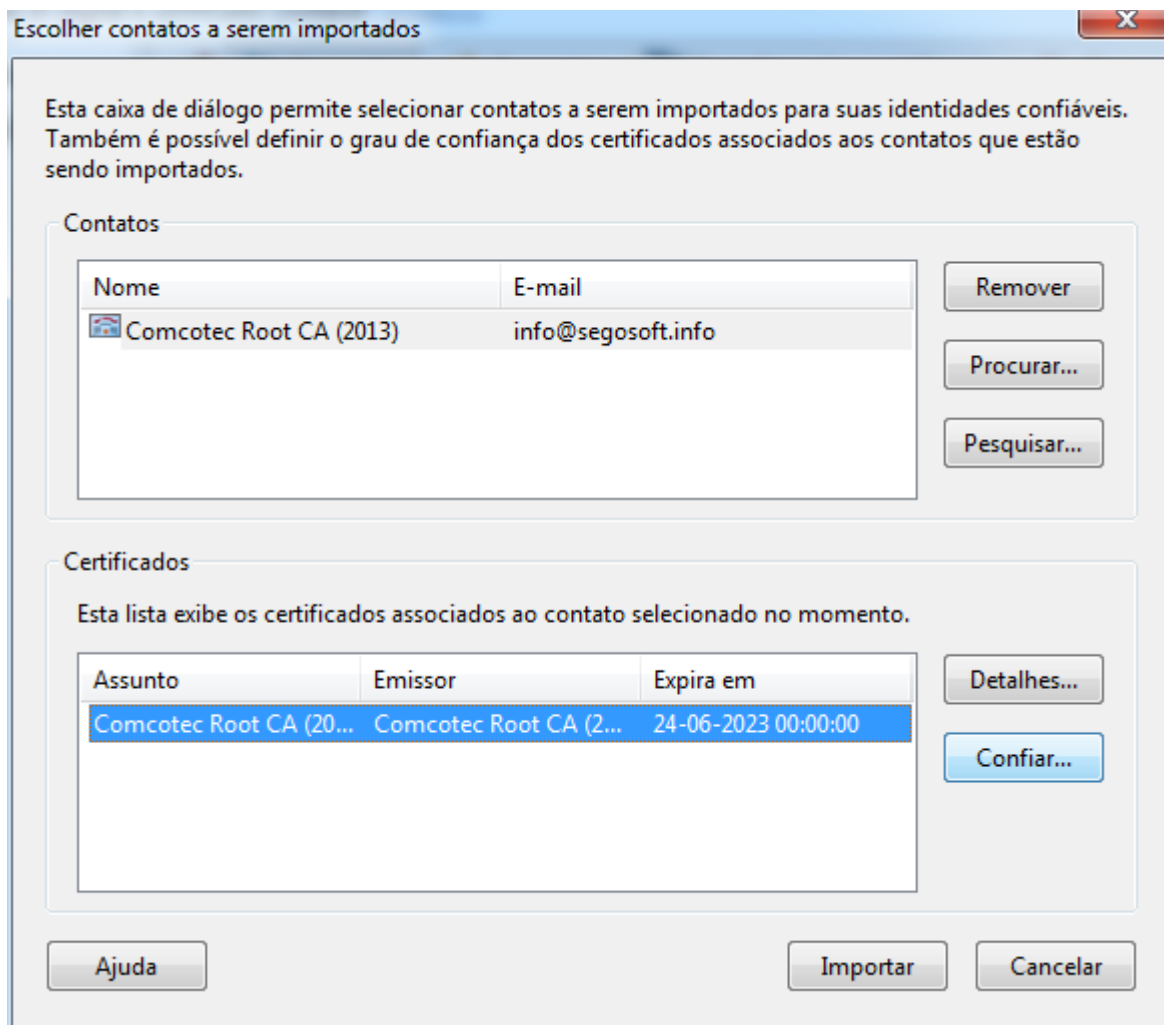 Escolher contatos a serem importados
Esta caixa de diálogo permite selecionar contatos a serem importados para suas identidades confiáveis.
Também é possível definir o grau de confiança dos certificados associados aos contatos que estão
sendo importados.
Contatos
Nome E-mail
Comcotec Root CA (2013) info@segosoft.info
Remover
Procurar...
Pesquisar...
Certificados
Esta lista exibe os certificados associados ao contato selecionado no momento.
Assunto Emissor Expira em
Comcotec Root CA (20... Comcotec Root CA (2... 24-06-2023 00:00:00
Detalhes...
Confiar...
Ajuda Importar Cancelar